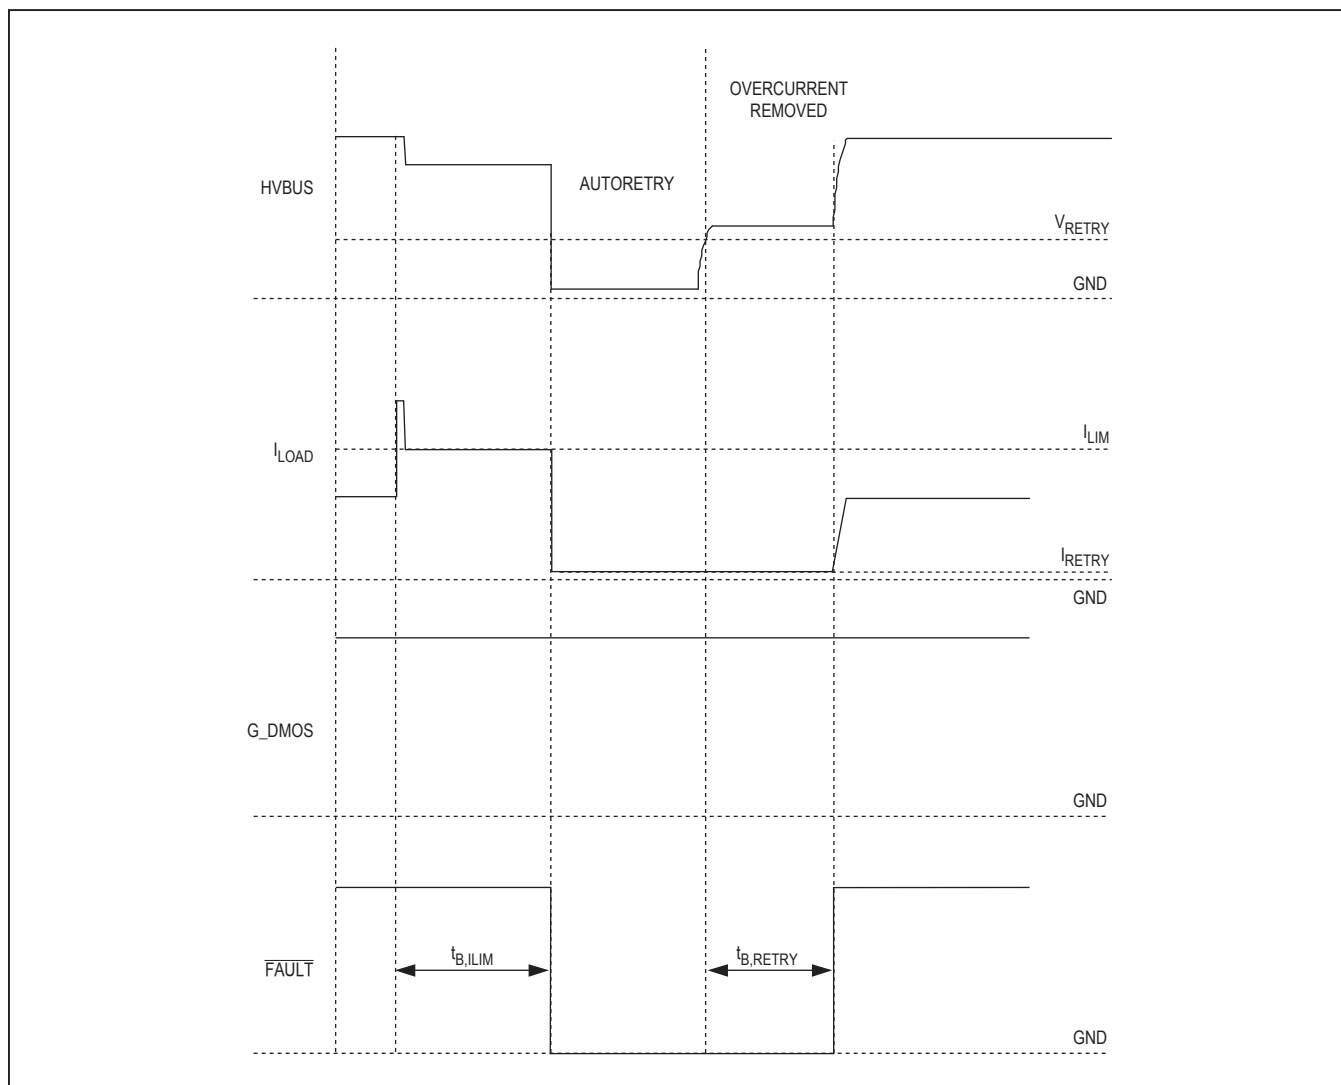 OVERCURRENT
REMOVED
HVBUS
AUTORETRY
VRETRY
GND
ILOAD
ILIM
IRETRY
GND
G_DMOS
GND
FAULT
tB,ILIM
tB,RETRY
GND